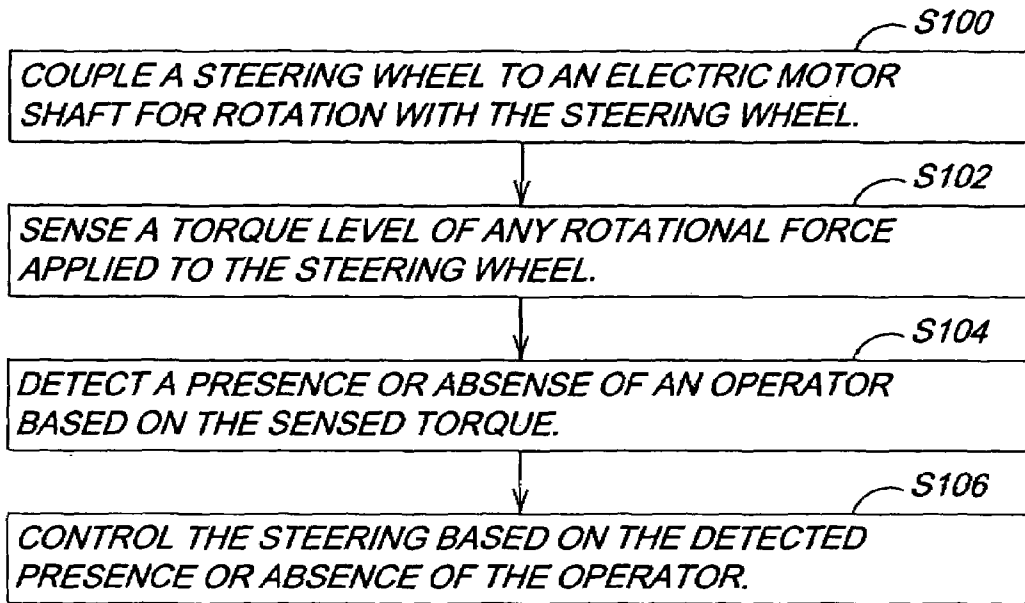 S100
COUPLE A STEERING WHEEL TO AN ELECTRIC MOTOR
SHAFT FOR ROTATION WITH THE STEERING WHEEL.
S102
SENSE A TORQUE LEVEL OF ANY ROTATIONAL FORCE
APPLIED TO THE STEERING WHEEL.
S104
DETECT A PRESENCE OR ABSENSE OF AN OPERATOR
BASED ON THE SENSED TORQUE.
S106
CONTROL THE STEERING BASED ON THE DETECTED
PRESENCE OR ABSENCE OF THE OPERATOR.